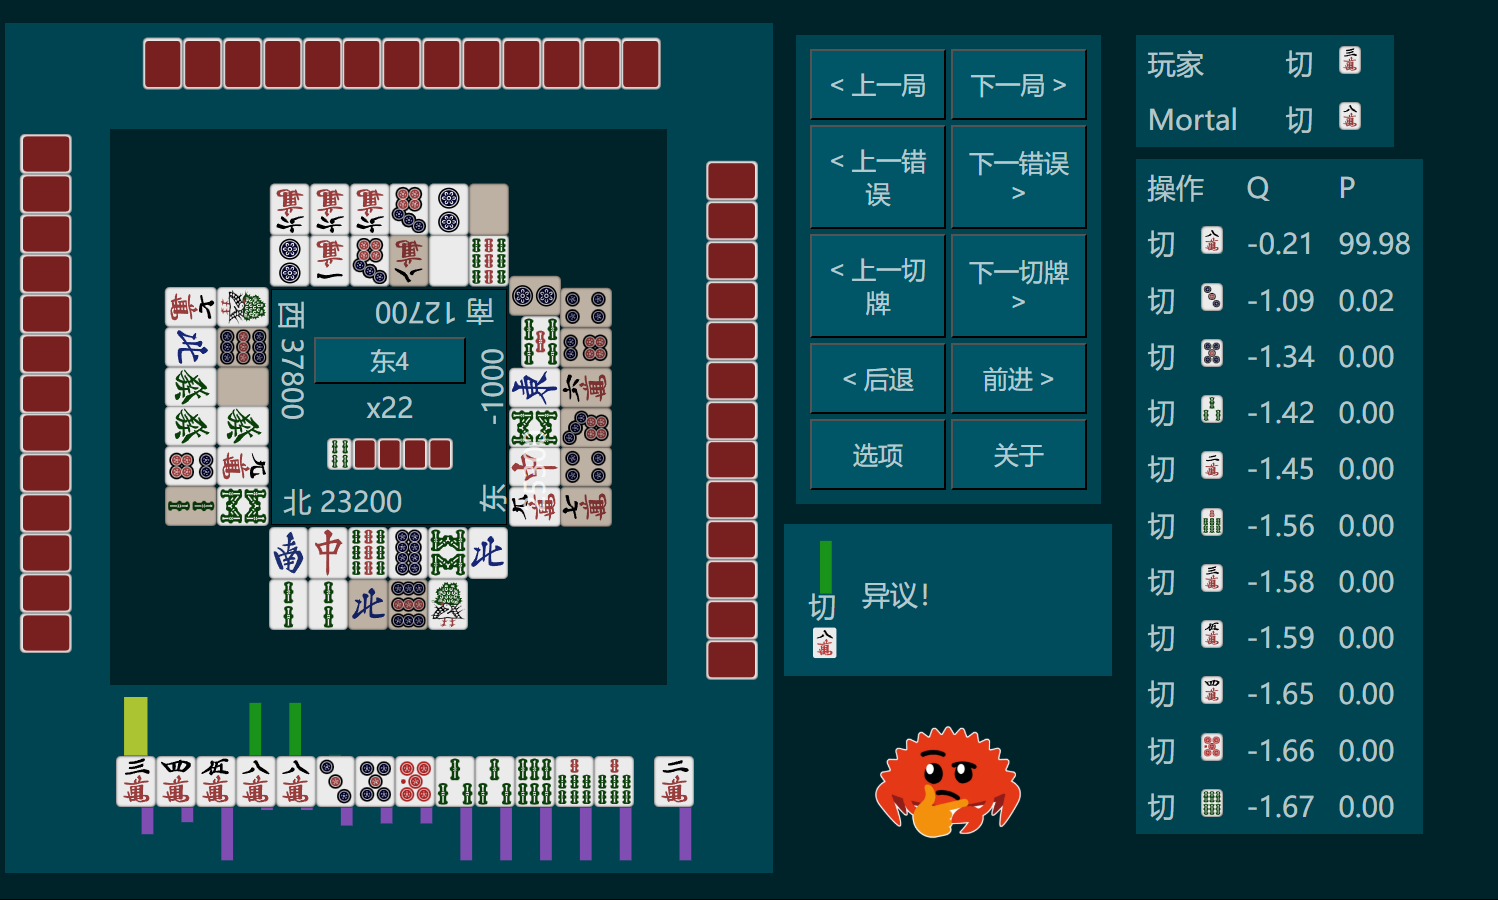 南 12700
西 37800
东4
x22
北 23200
东 -1000
< 上一局
下一局 >
< 上一错误
下一错误 >
< 上一切牌
下一切牌 >
< 后退
前进 >
选项
关于
切
异议！
玩家 切
Mortal 切
操作 Q P
切 -0.21 99.98
切 -1.09 0.02
切 -1.34 0.00
切 -1.42 0.00
切 -1.45 0.00
切 -1.56 0.00
切 -1.58 0.00
切 -1.59 0.00
切 -1.65 0.00
切 -1.66 0.00
切 -1.67 0.00